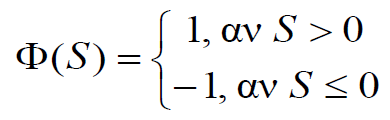 Φ(S) = { 1, αν S > 0
−1, αν S ≤ 0